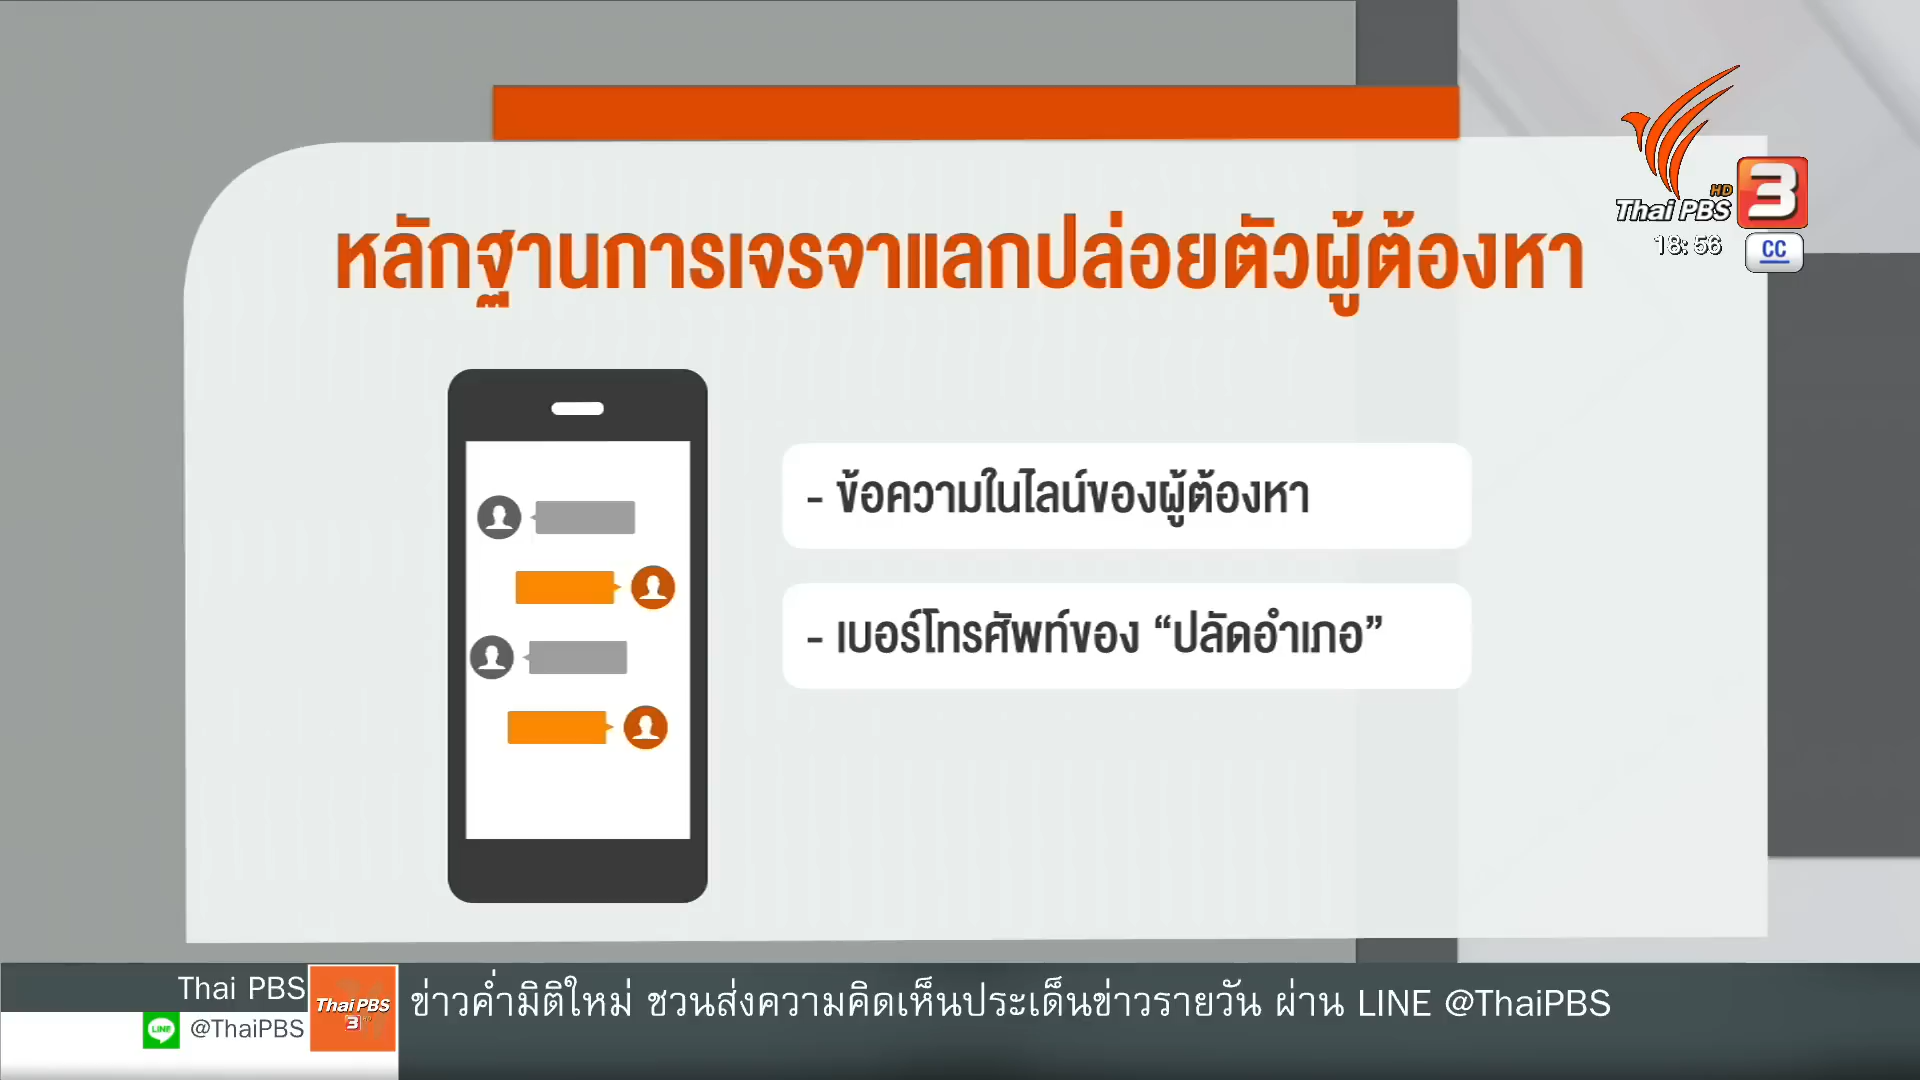 หลักฐานการเจรจาแลกปล่อยตัวผู้ต้องหา
HD
Thai PBS
3
18:56
CC
- ข้อความในไลน์ของผู้ต้องหา
- เบอร์โทรศัพท์ของ “ปลัดอำเภอ”
Thai PBS
LINE @ThaiPBS
Thai PBS
3
ข่าวค่ำมิติใหม่ ชวนส่งความคิดเห็นประเด็นข่าวรายวัน ผ่าน LINE @ThaiPBS